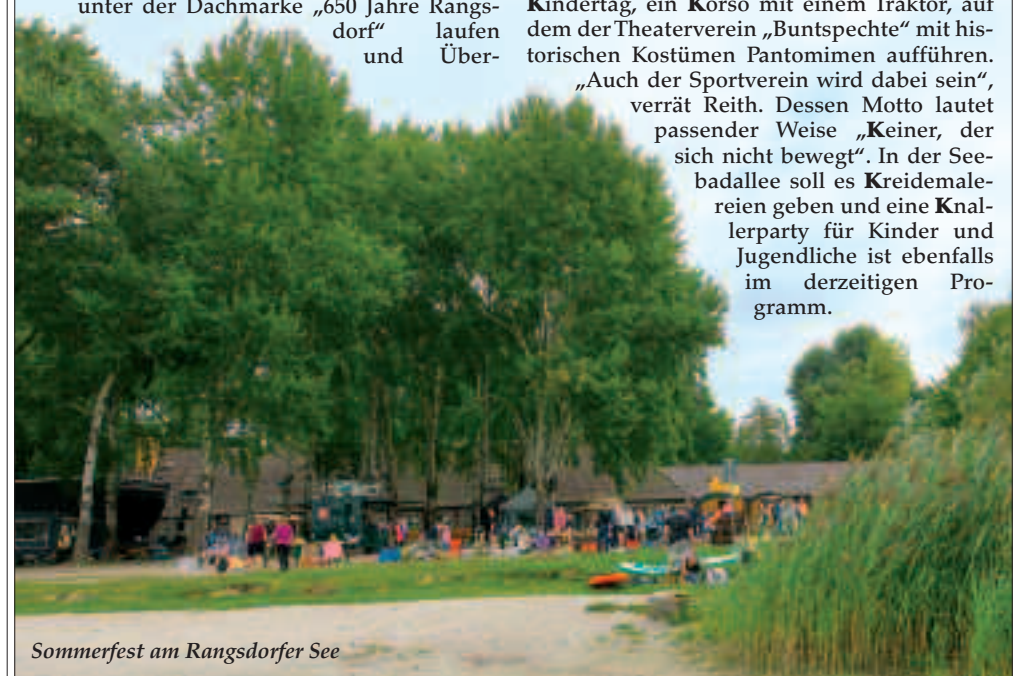 unter der Dachmarke „650 Jahre Rangs-
dorf“ laufen
und Über-
Kindertag, ein Korso mit einem Traktor, auf
dem der Theaterverein „Buntspechte“ mit his-
torischen Kostümen Pantomimen aufführen.
„Auch der Sportverein wird dabei sein“,
verrät Reith. Dessen Motto lautet
passender Weise „Keiner, der
sich nicht bewegt“. In der See-
badallee soll es Kreidemale-
reien geben und eine Knal-
lerparty für Kinder und
Jugendliche ist ebenfalls
im derzeitigen Pro-
gramm.
Sommerfest am Rangsdorfer See